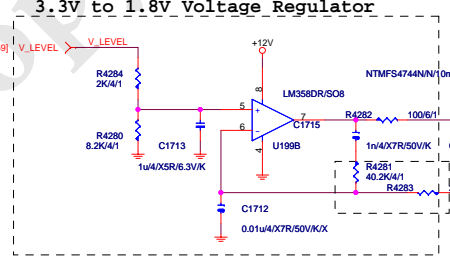 3.3V to 1.8V Voltage Regulator
9] V_LEVEL
V_LEVEL
+12V
R4284
2K/4/1
8
LM358DR/SO8
NTMFS4744N/N/10m
5
+
7
C1715
R4282
100/6/1
6
-
R4280
8.2K/4/1
C1713
4
U199B
1n/4/X7R/50V/K
1u/4/X5R/6.3V/K
R4281
40.2K/4/1
R4283
C1712
0.01u/4/X7R/50V/K/X